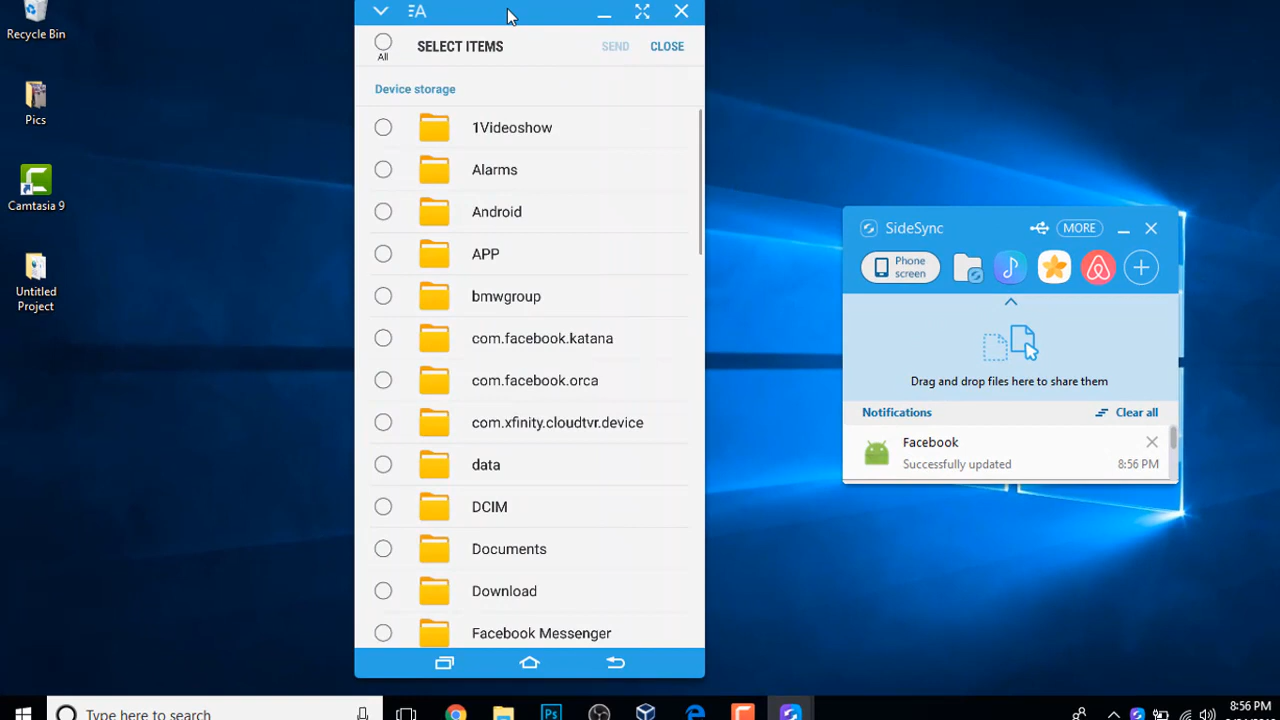 Recycle Bin
Pics
Camtasia 9
Untitled
Project
A
SELECT ITEMS
SEND
CLOSE
All
Device storage
1Videoshow
Alarms
Android
APP
bmwgroup
com.facebook.katana
com.facebook.orca
com.xfinity.cloudtvr.device
data
DCIM
Documents
Download
Facebook Messenger
SideSync
MORE
Phone
screen
Drag and drop files here to share them
Notifications
Clear all
Facebook
Successfully updated
8:56 PM
Type here to search
Ps
8:56 PM